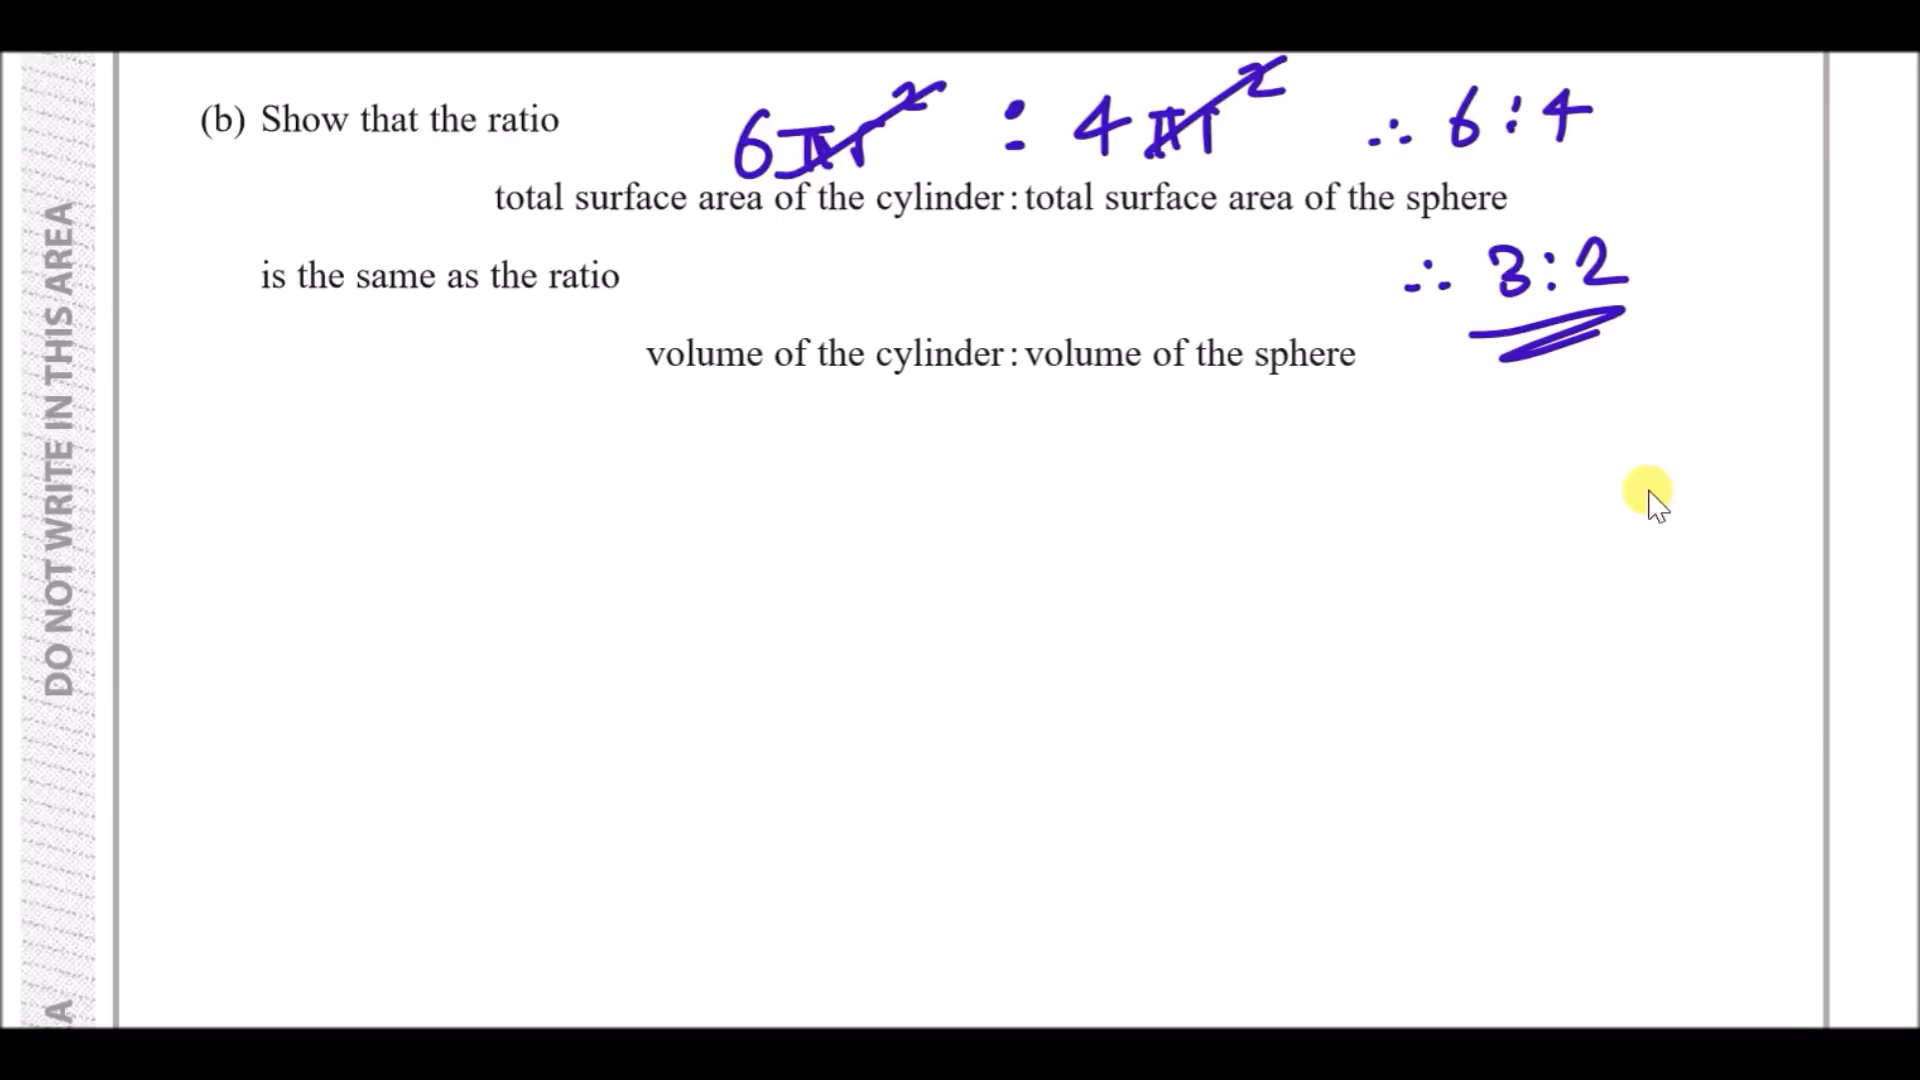 (b) Show that the ratio
6πr² : 4πr² ∴ 6:4
total surface area of the cylinder : total surface area of the sphere
is the same as the ratio
∴ 3:2
volume of the cylinder : volume of the sphere
DO NOT WRITE IN THIS AREA
A